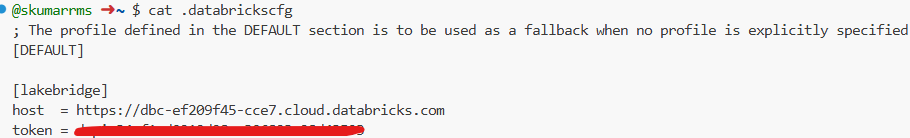 @skumarrms ➜~ $ cat .databrickscfg
; The profile defined in the DEFAULT section is to be used as a fallback when no profile is explicitly specified
[DEFAULT]
[lakebridge]
host = https://dbc-ef209f45-cce7.cloud.databricks.com
token =